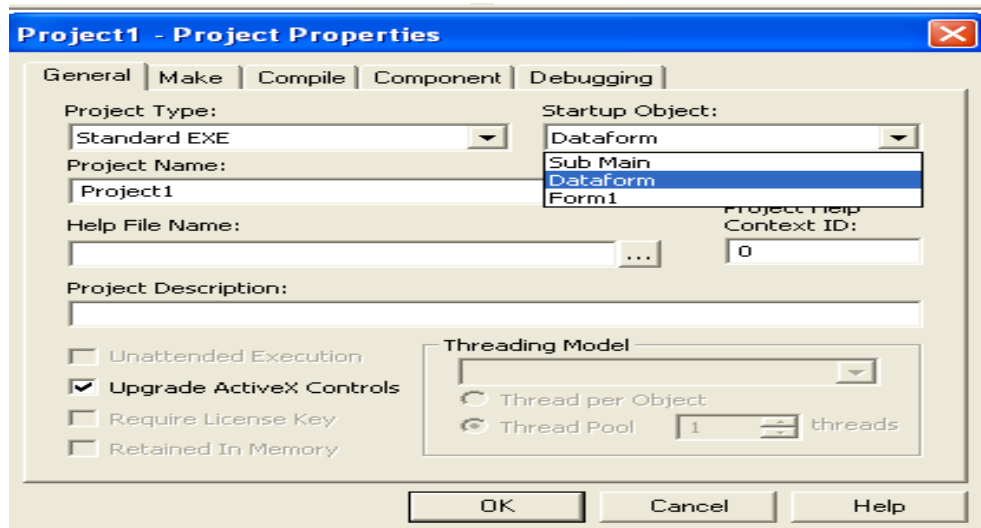 Project1 - Project Properties
General Make Compile Component Debugging
Project Type:
Standard EXE
Startup Object:
Dataform
Sub Main
Dataform
Form1
Project Name:
Project1
Help File Name:
...
Project Help
Context ID:
0
Project Description:
Unattended Execution
Upgrade ActiveX Controls
Require License Key
Retained In Memory
Threading Model
Thread per Object
Thread Pool 1 threads
OK Cancel Help